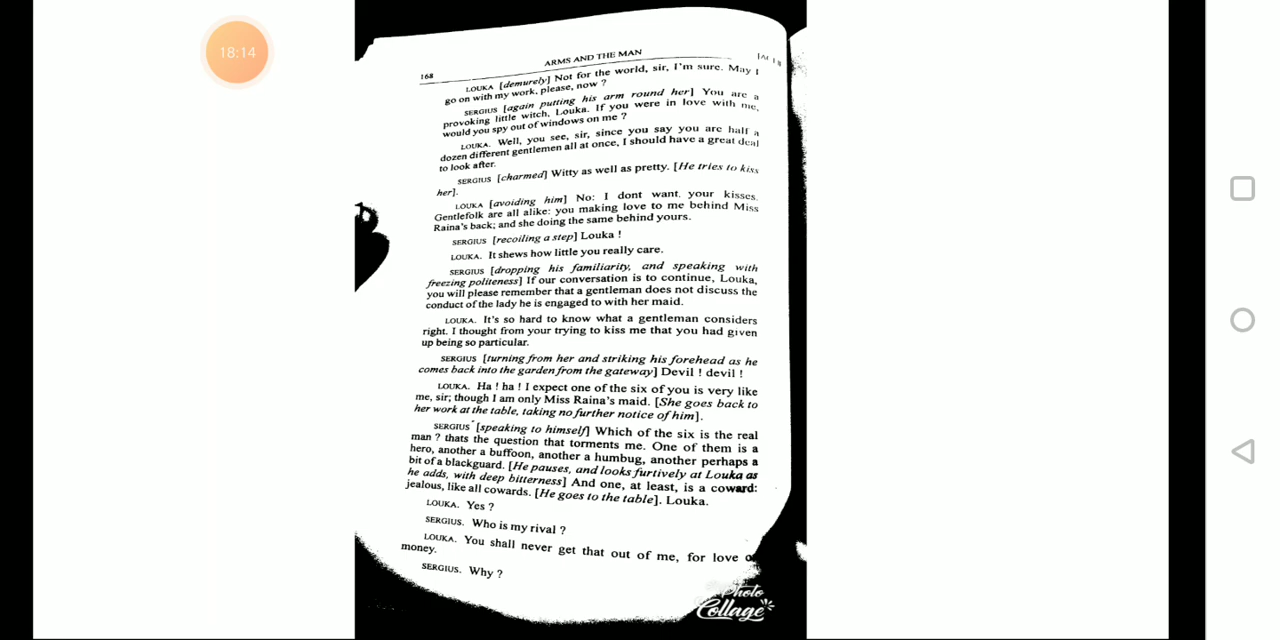 18:14
168
ARMS AND THE MAN
LOUKA [demurely] Not for the world, sir, I'm sure. May I
go on with my work, please, now ?
SERGIUS [again putting his arm round her] You are a
provoking little witch, Louka. If you were in love with me,
would you spy out of windows on me ?
LOUKA. Well, you see, sir, since you say you are half a
dozen different gentlemen all at once, I should have a great deal
to look after.
SERGIUS [charmed] Witty as well as pretty. [He tries to kiss
her].
LOUKA [avoiding him] No: I dont want your kisses.
Gentlefolk are all alike: you making love to me behind Miss
Raina's back; and she doing the same behind yours.
SERGIUS [recoiling a step] Louka !
LOUKA. It shews how little you really care.
SERGIUS [dropping his familiarity, and speaking with
freezing politeness] If our conversation is to continue, Louka,
you will please remember that a gentleman does not discuss the
conduct of the lady he is engaged to with her maid.
LOUKA. It's so hard to know what a gentleman considers
right. I thought from your trying to kiss me that you had given
up being so particular.
SERGIUS [turning from her and striking his forehead as he
comes back into the garden from the gateway] Devil ! devil !
LOUKA. Ha ! ha ! I expect one of the six of you is very like
me, sir; though I am only Miss Raina's maid. [She goes back to
her work at the table, taking no further notice of him].
SERGIUS [speaking to himself] Which of the six is the real
man ? thats the question that torments me. One of them is a
hero, another a buffoon, another a humbug, another perhaps a
bit of a blackguard. [He pauses, and looks furtively at Louka as
he adds, with deep bitterness] And one, at least, is a coward:
jealous, like all cowards. [He goes to the table]. Louka.
LOUKA. Yes ?
SERGIUS. Who is my rival ?
LOUKA. You shall never get that out of me, for love
money.
SERGIUS. Why ?
Photo
Collage